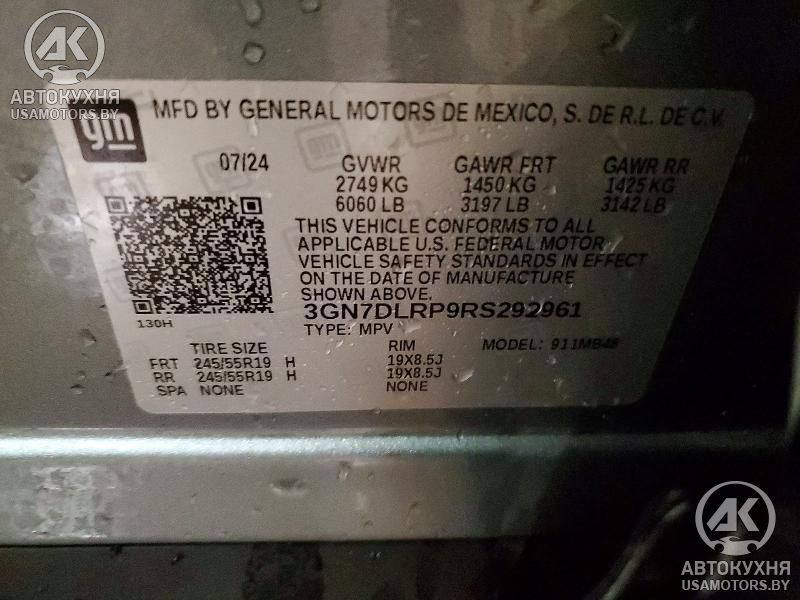 AK
АВТОКУХНЯ
USAMOTORS.BY
gm
MFD BY GENERAL MOTORS DE MEXICO, S. DE R.L. DE C.V.
07/24 GVWR GAWR FRT GAWR RR
2749 KG 1450 KG 1425 KG
6060 LB 3197 LB 3142 LB
THIS VEHICLE CONFORMS TO ALL
APPLICABLE U.S. FEDERAL MOTOR
VEHICLE SAFETY STANDARDS IN EFFECT
ON THE DATE OF MANUFACTURE
SHOWN ABOVE.
3GN7DLRP9RS292961
130H
TYPE: MPV
TIRE SIZE RIM MODEL: 911MB48
FRT 245/55R19 H 19X8.5J
RR 245/55R19 H 19X8.5J
SPA NONE NONE
AK
АВТОКУХНЯ
USAMOTORS.BY